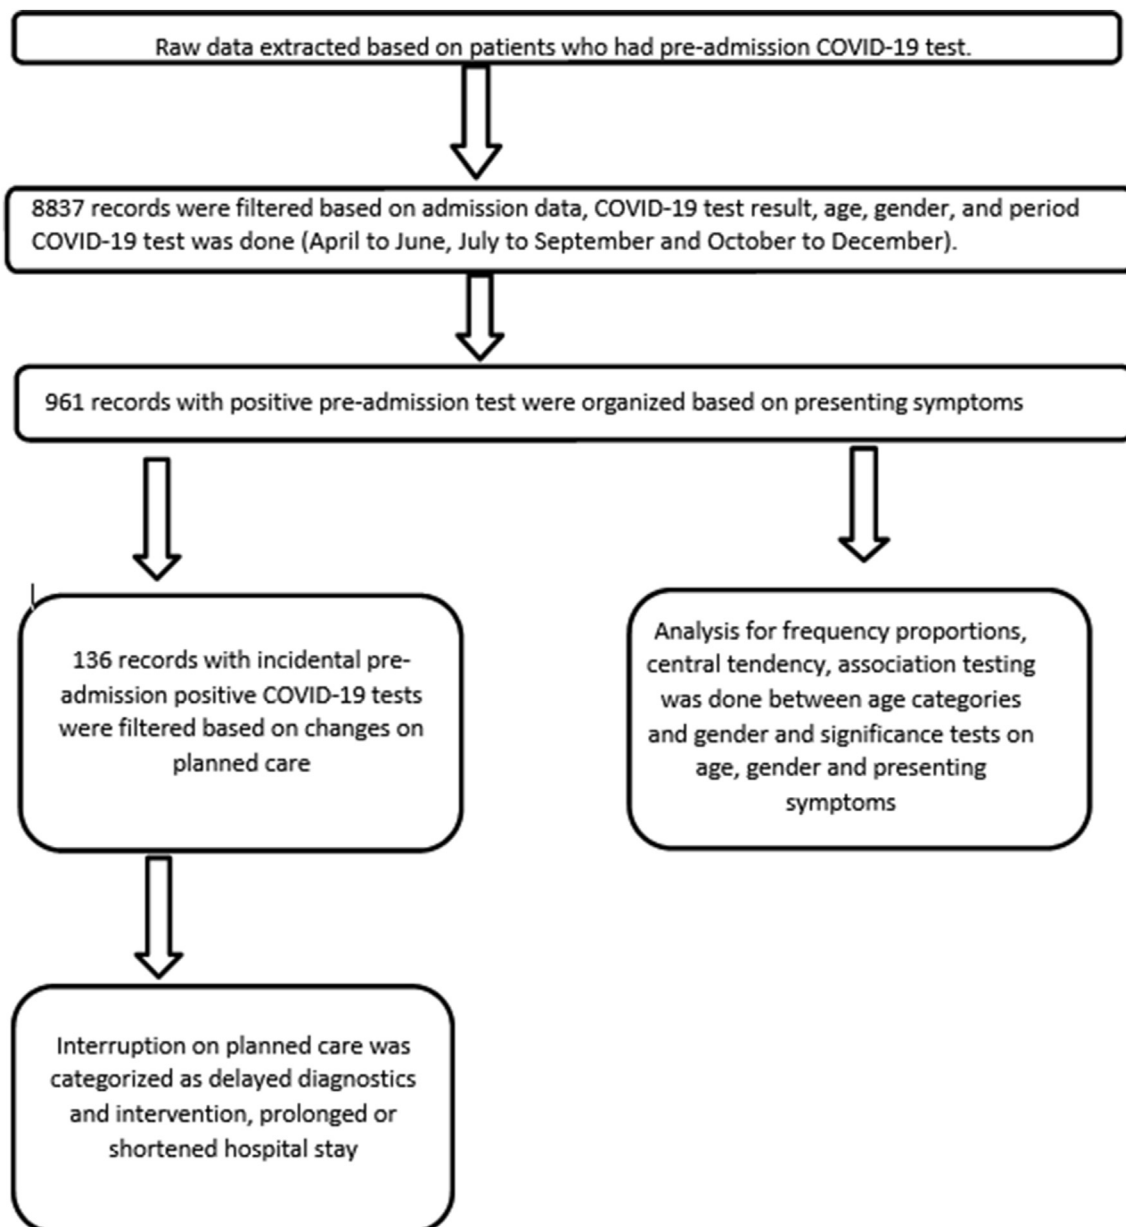 Raw data extracted based on patients who had pre-admission COVID-19 test.
8837 records were filtered based on admission data, COVID-19 test result, age, gender, and period
COVID-19 test was done (April to June, July to September and October to December).
961 records with positive pre-admission test were organized based on presenting symptoms
136 records with incidental pre-
admission positive COVID-19 tests
were filtered based on changes on
planned care
Analysis for frequency proportions,
central tendency, association testing
was done between age categories
and gender and significance tests on
age, gender and presenting
symptoms
Interruption on planned care was
categorized as delayed diagnostics
and intervention, prolonged or
shortened hospital stay